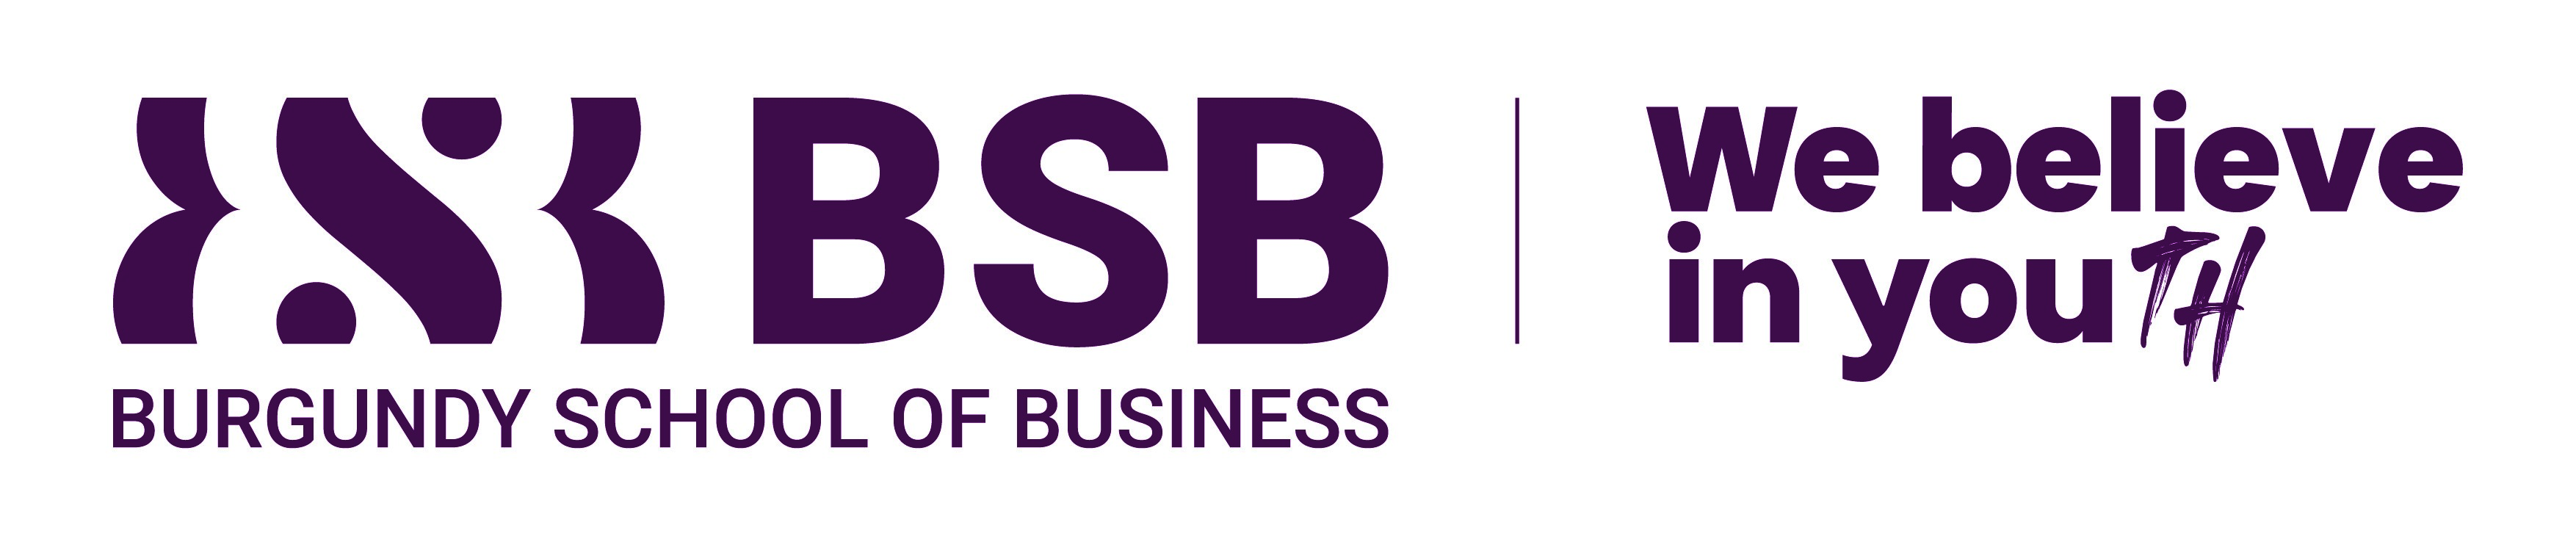 BSB
BURGUNDY SCHOOL OF BUSINESS
We believe
in youTH